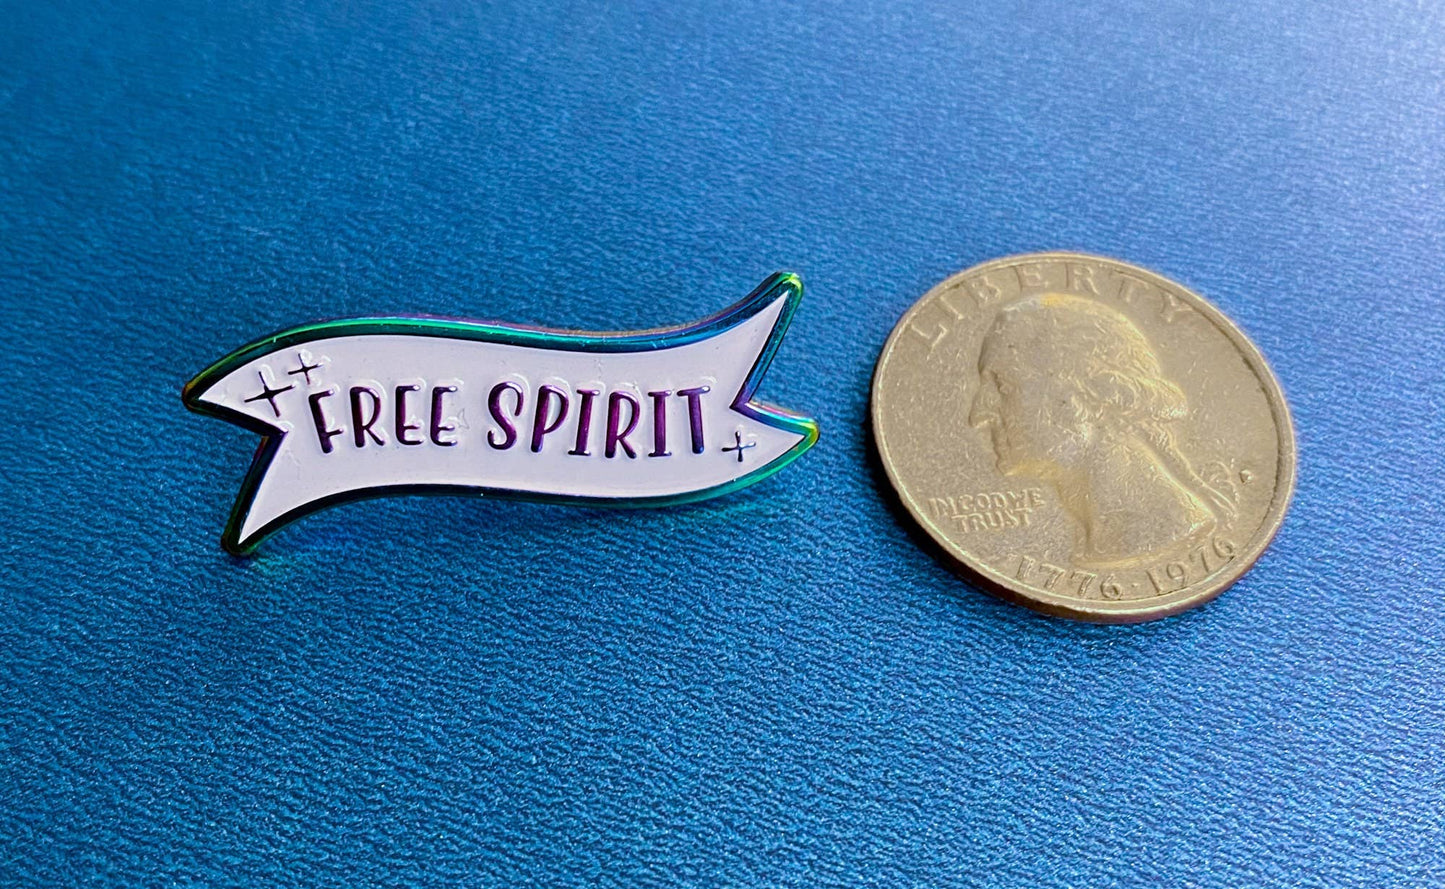 FREE SPIRIT
LIBERTY
IN GOD WE
TRUST
1776·1976